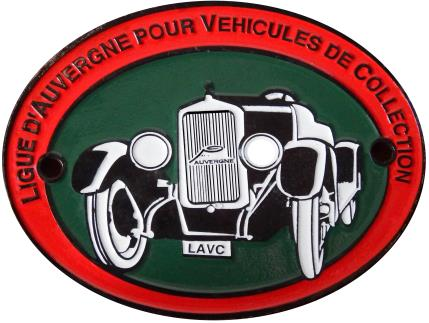 LIGUE D'AUVERGNE POUR VEHICULES DE COLLECTION
AUVERGNE
LAVC